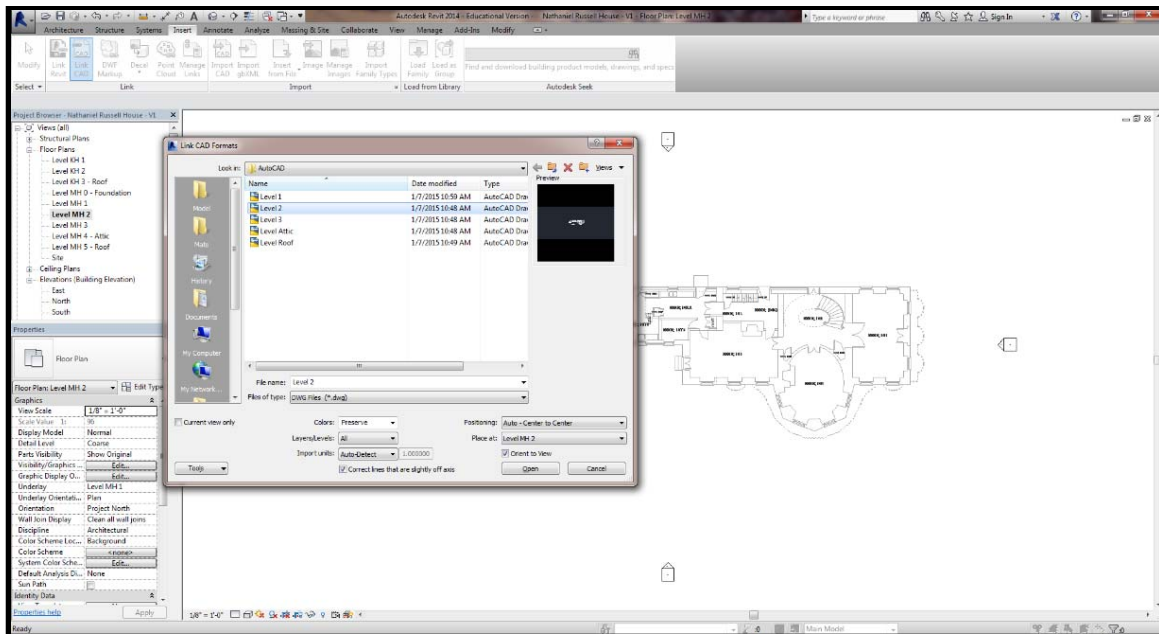 Autodesk Revit 2014 - Educational Version - Nathaniel Russell House - V1 - Floor Plan: Level MH 2
Type a keyword or phrase
Sign In
Architecture Structure Systems Insert Annotate Analyze Massing & Site Collaborate View Manage Add-Ins Modify
Modify
Link Revit
Link CAD
DWF Markup
Decal
Point Cloud
Manage Links
Import CAD
Import gbXML
Insert from File
Image
Manage Images
Import Family Types
Load Family
Load as Group
Find and download building product models, drawings, and specs
Select
Link
Import
Load from Library
Autodesk Seek
Project Browser - Nathaniel Russell House - V1
Views (all)
Structural Plans
Floor Plans
Level KH 1
Level KH 2
Level KH 3 - Roof
Level MH 0 - Foundation
Level MH 1
Level MH 2
Level MH 3
Level MH 4 - Attic
Level MH 5 - Roof
Site
Ceiling Plans
Elevations (Building Elevation)
East
North
South
Properties
Floor Plan
Floor Plan: Level MH 2
Edit Type
Graphics
View Scale 1/8" = 1'-0"
Scale Value 1: 96
Display Model Normal
Detail Level Coarse
Parts Visibility Show Original
Visibility/Graphics ... Edit...
Graphic Display O... Edit...
Underlay Level MH 1
Underlay Orientati... Plan
Orientation Project North
Wall Join Display Clean all wall joins
Discipline Architectural
Color Scheme Loc... Background
Color Scheme <none>
System Color Sche... Edit...
Default Analysis Di... None
Sun Path
Identity Data
Properties help
Apply
Link CAD Formats
Look in: AutoCAD
Views
Preview
Name Date modified Type
Level 1 1/7/2015 10:59 AM AutoCAD Dra
Level 2 1/7/2015 10:48 AM AutoCAD Dra
Level 3 1/7/2015 10:48 AM AutoCAD Dra
Level Attic 1/7/2015 10:48 AM AutoCAD Dra
Level Roof 1/7/2015 10:49 AM AutoCAD Dra
Model
Mats
History
Documents
My Computer
My Network ...
File name: Level 2
Files of type: DWG Files (*.dwg)
Current view only
Colors: Preserve
Positioning: Auto - Center to Center
Layers/Levels: All
Place at: Level MH 2
Import units: Auto-Detect 1.000000
Orient to View
Correct lines that are slightly off axis
Tools
Open
Cancel
1/8" = 1'-0"
Ready
:0
Main Model
:0